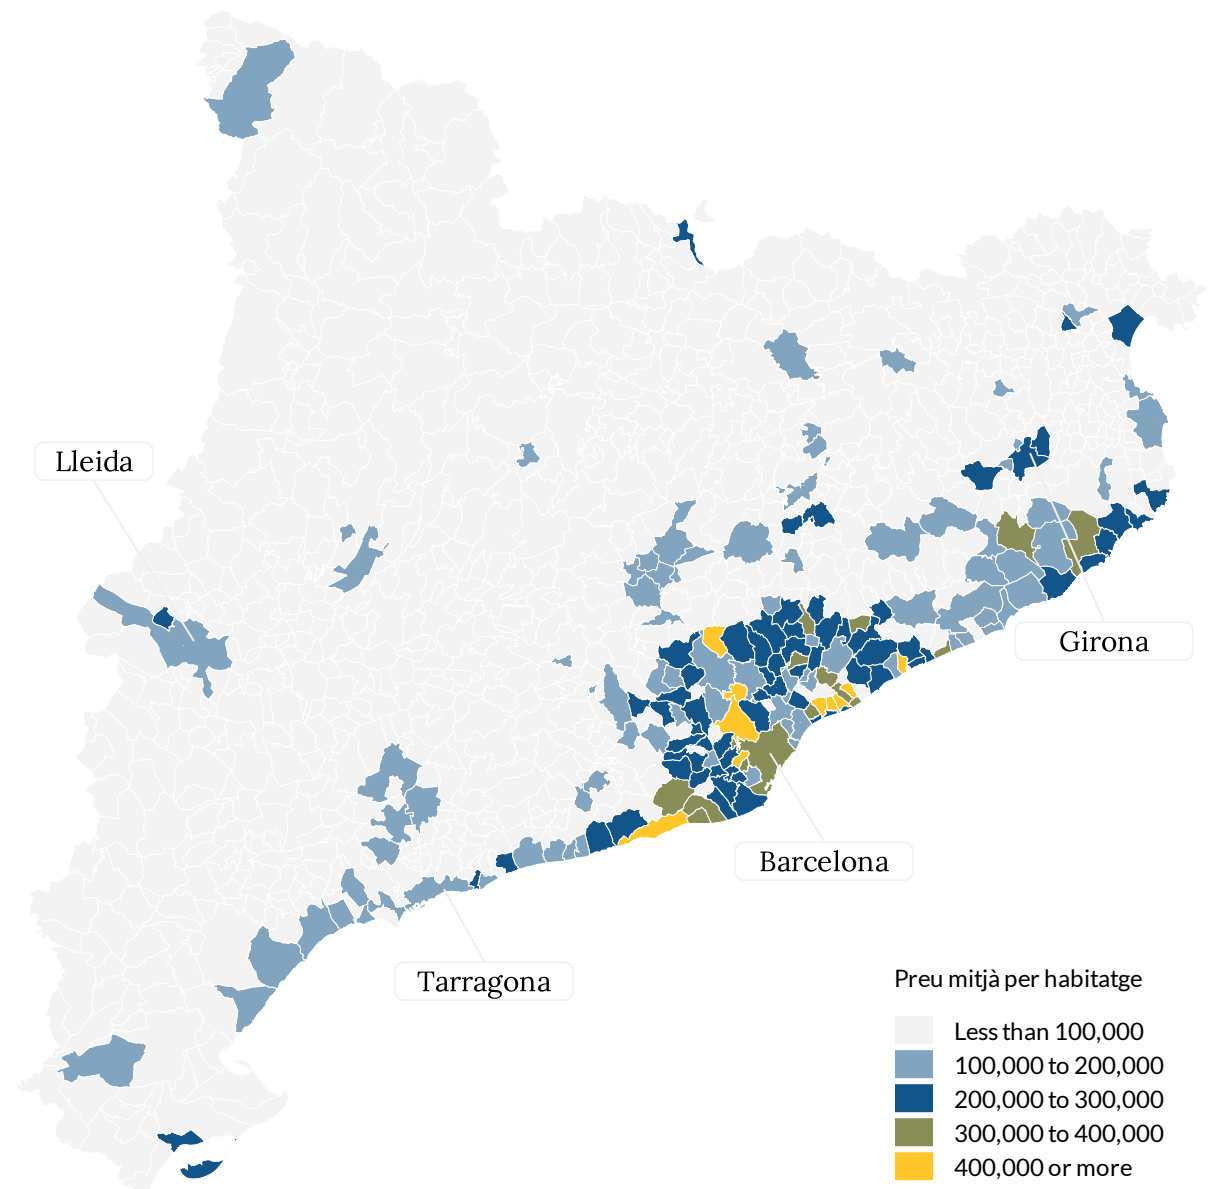 Lleida
Girona
Barcelona
Tarragona
Preu mitjà per habitatge
Less than 100,000
100,000 to 200,000
200,000 to 300,000
300,000 to 400,000
400,000 or more